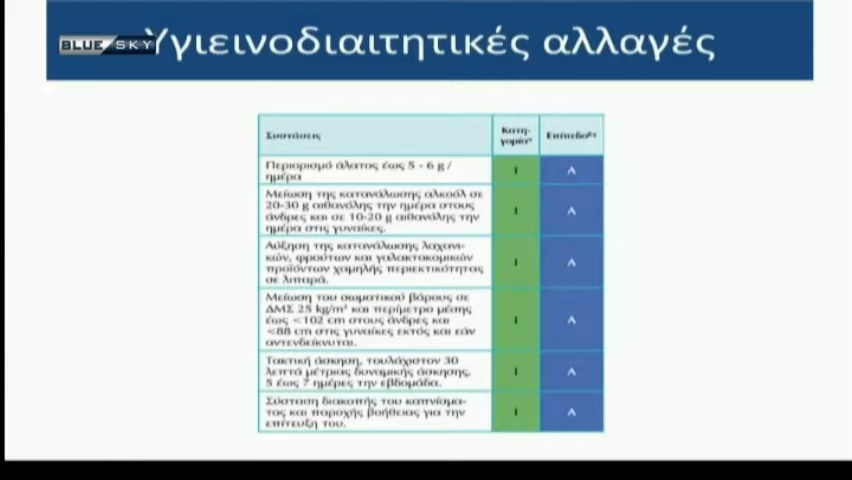 BLUE SKY
Υγιεινοδιαιτητικές αλλαγές
Συστάσεις
Κατη-
γορία
Επίπεδο
Περιορισμό άλατος έως 5 - 6 g /
ημέρα
I
A
Μείωση της κατανάλωσης αλκοόλ σε
20-30 g αιθανόλης την ημέρα στους
άνδρες και σε 10-20 g αιθανόλης την
ημέρα στις γυναίκες.
I
A
Αύξηση της κατανάλωσης λαχανι-
κών, φρούτων και γαλακτοκομικών
προϊόντων χαμηλής περιεκτικότητας
σε λιπαρά.
I
A
Μείωση του σωματικού βάρους σε
ΔΜΣ 25 kg/m² και περίμετρο μέσης
έως <102 cm στους άνδρες και
<88 cm στις γυναίκες εκτός και εάν
αντενδείκνυται.
I
A
Τακτική άσκηση, τουλάχιστον 30
λεπτά μέτριας δυναμικής άσκησης,
5 έως 7 ημέρες την εβδομάδα.
I
A
Σύσταση διακοπής του καπνίσμα-
τος και παροχής βοήθειας για την
επίτευξη του.
I
A